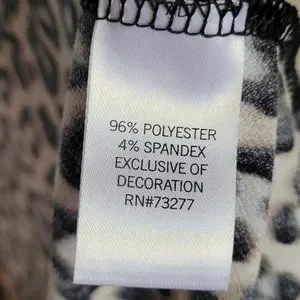 96% POLYESTER
4% SPANDEX
EXCLUSIVE OF
DECORATION
RN#73277